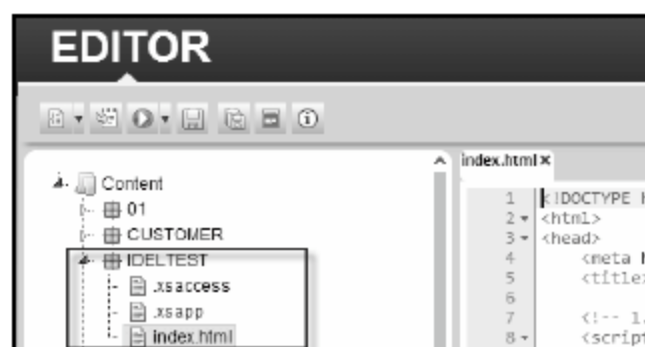 EDITOR
index.html×
Content
01
CUSTOMER
IDELTEST
.xsaccess
.xsapp
index.html
1 <!DOCTYPE
2 <html>
3 <head>
4 <meta
5 <title>
6
7 <!-- 1.
8 <script